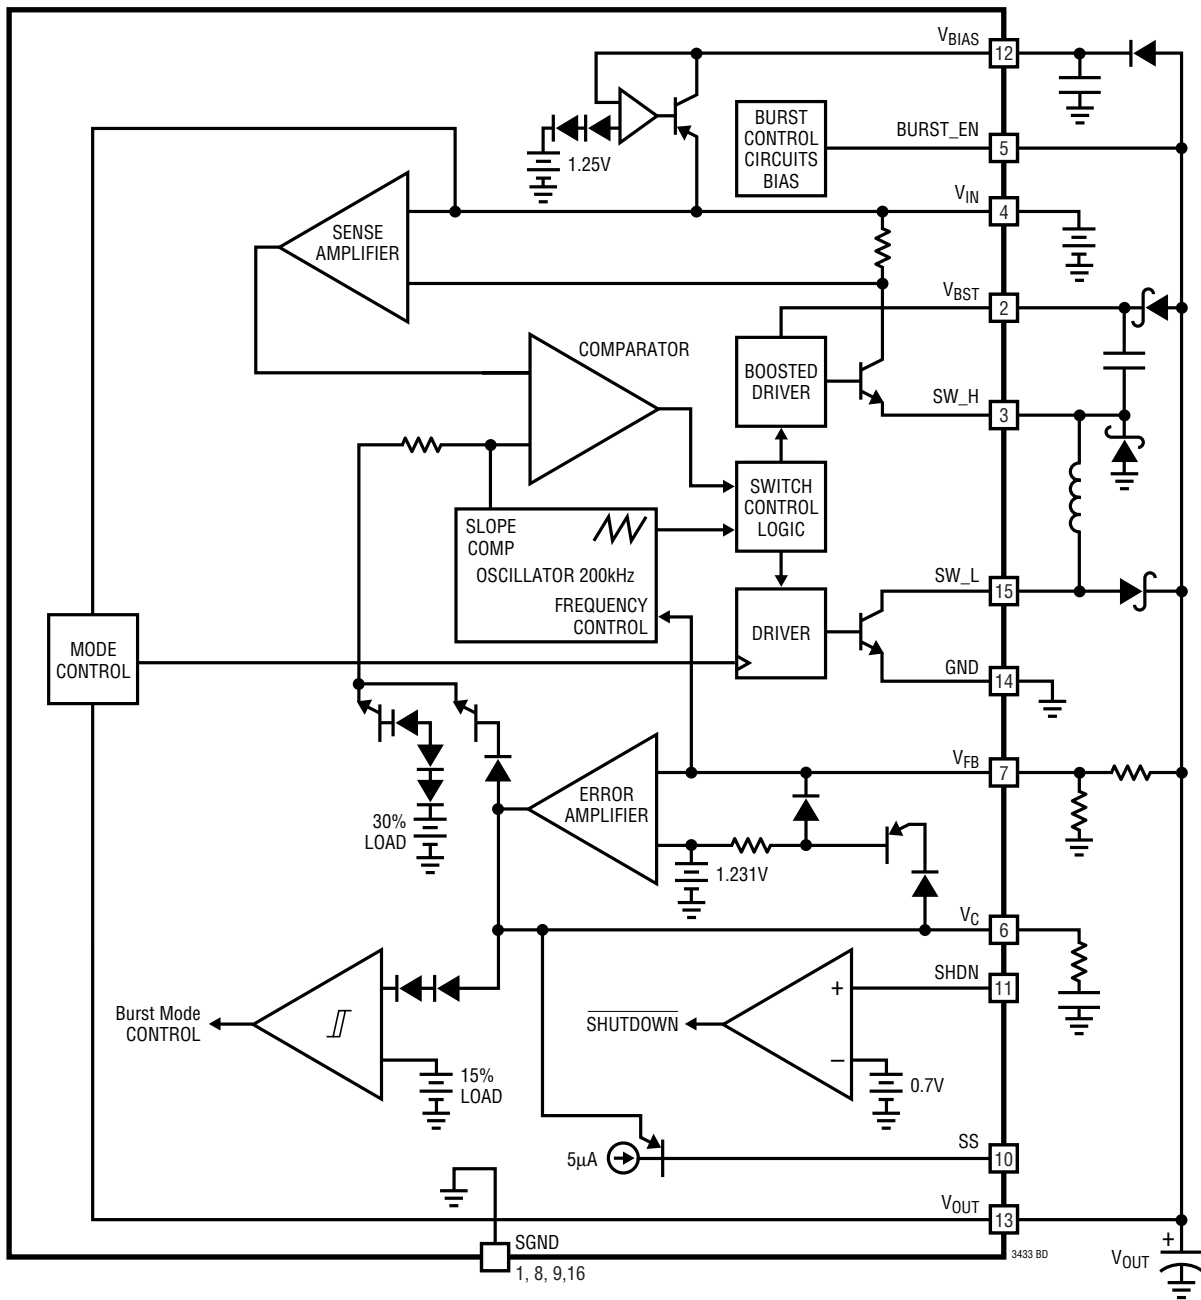 VBIAS
12
BURST
CONTROL
CIRCUITS
BIAS
BURST_EN
5
1.25V
VIN
4
SENSE
AMPLIFIER
VBST
2
COMPARATOR
BOOSTED
DRIVER
SW_H
3
SWITCH
CONTROL
LOGIC
SLOPE
COMP
OSCILLATOR 200kHz
FREQUENCY
CONTROL
SW_L
15
DRIVER
MODE
CONTROL
GND
14
VFB
7
ERROR
AMPLIFIER
30%
LOAD
1.231V
VC
6
SHDN
11
+
Burst Mode
CONTROL
SHUTDOWN
–
15%
LOAD
0.7V
SS
10
5µA
VOUT
13
SGND
1, 8, 9,16
3433 BD
+
VOUT